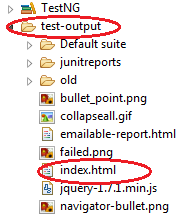 TestNG
test-output
Default suite
junitreports
old
bullet_point.png
collapseall.gif
emailable-report.html
failed.png
index.html
jquery-1.7.1.min.js
navigator-bullet.png